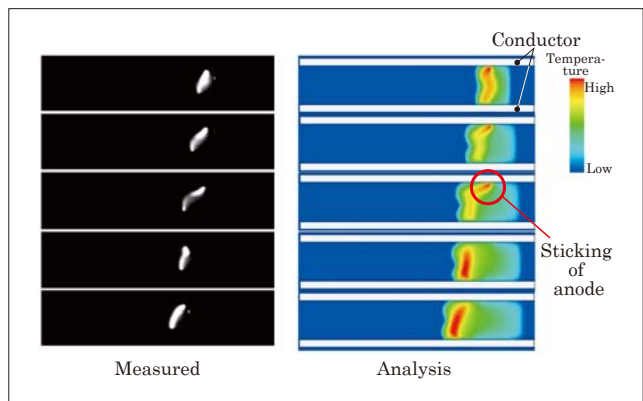 Conductor
Tempera-
ture
High
Low
Sticking
of
anode
Measured
Analysis